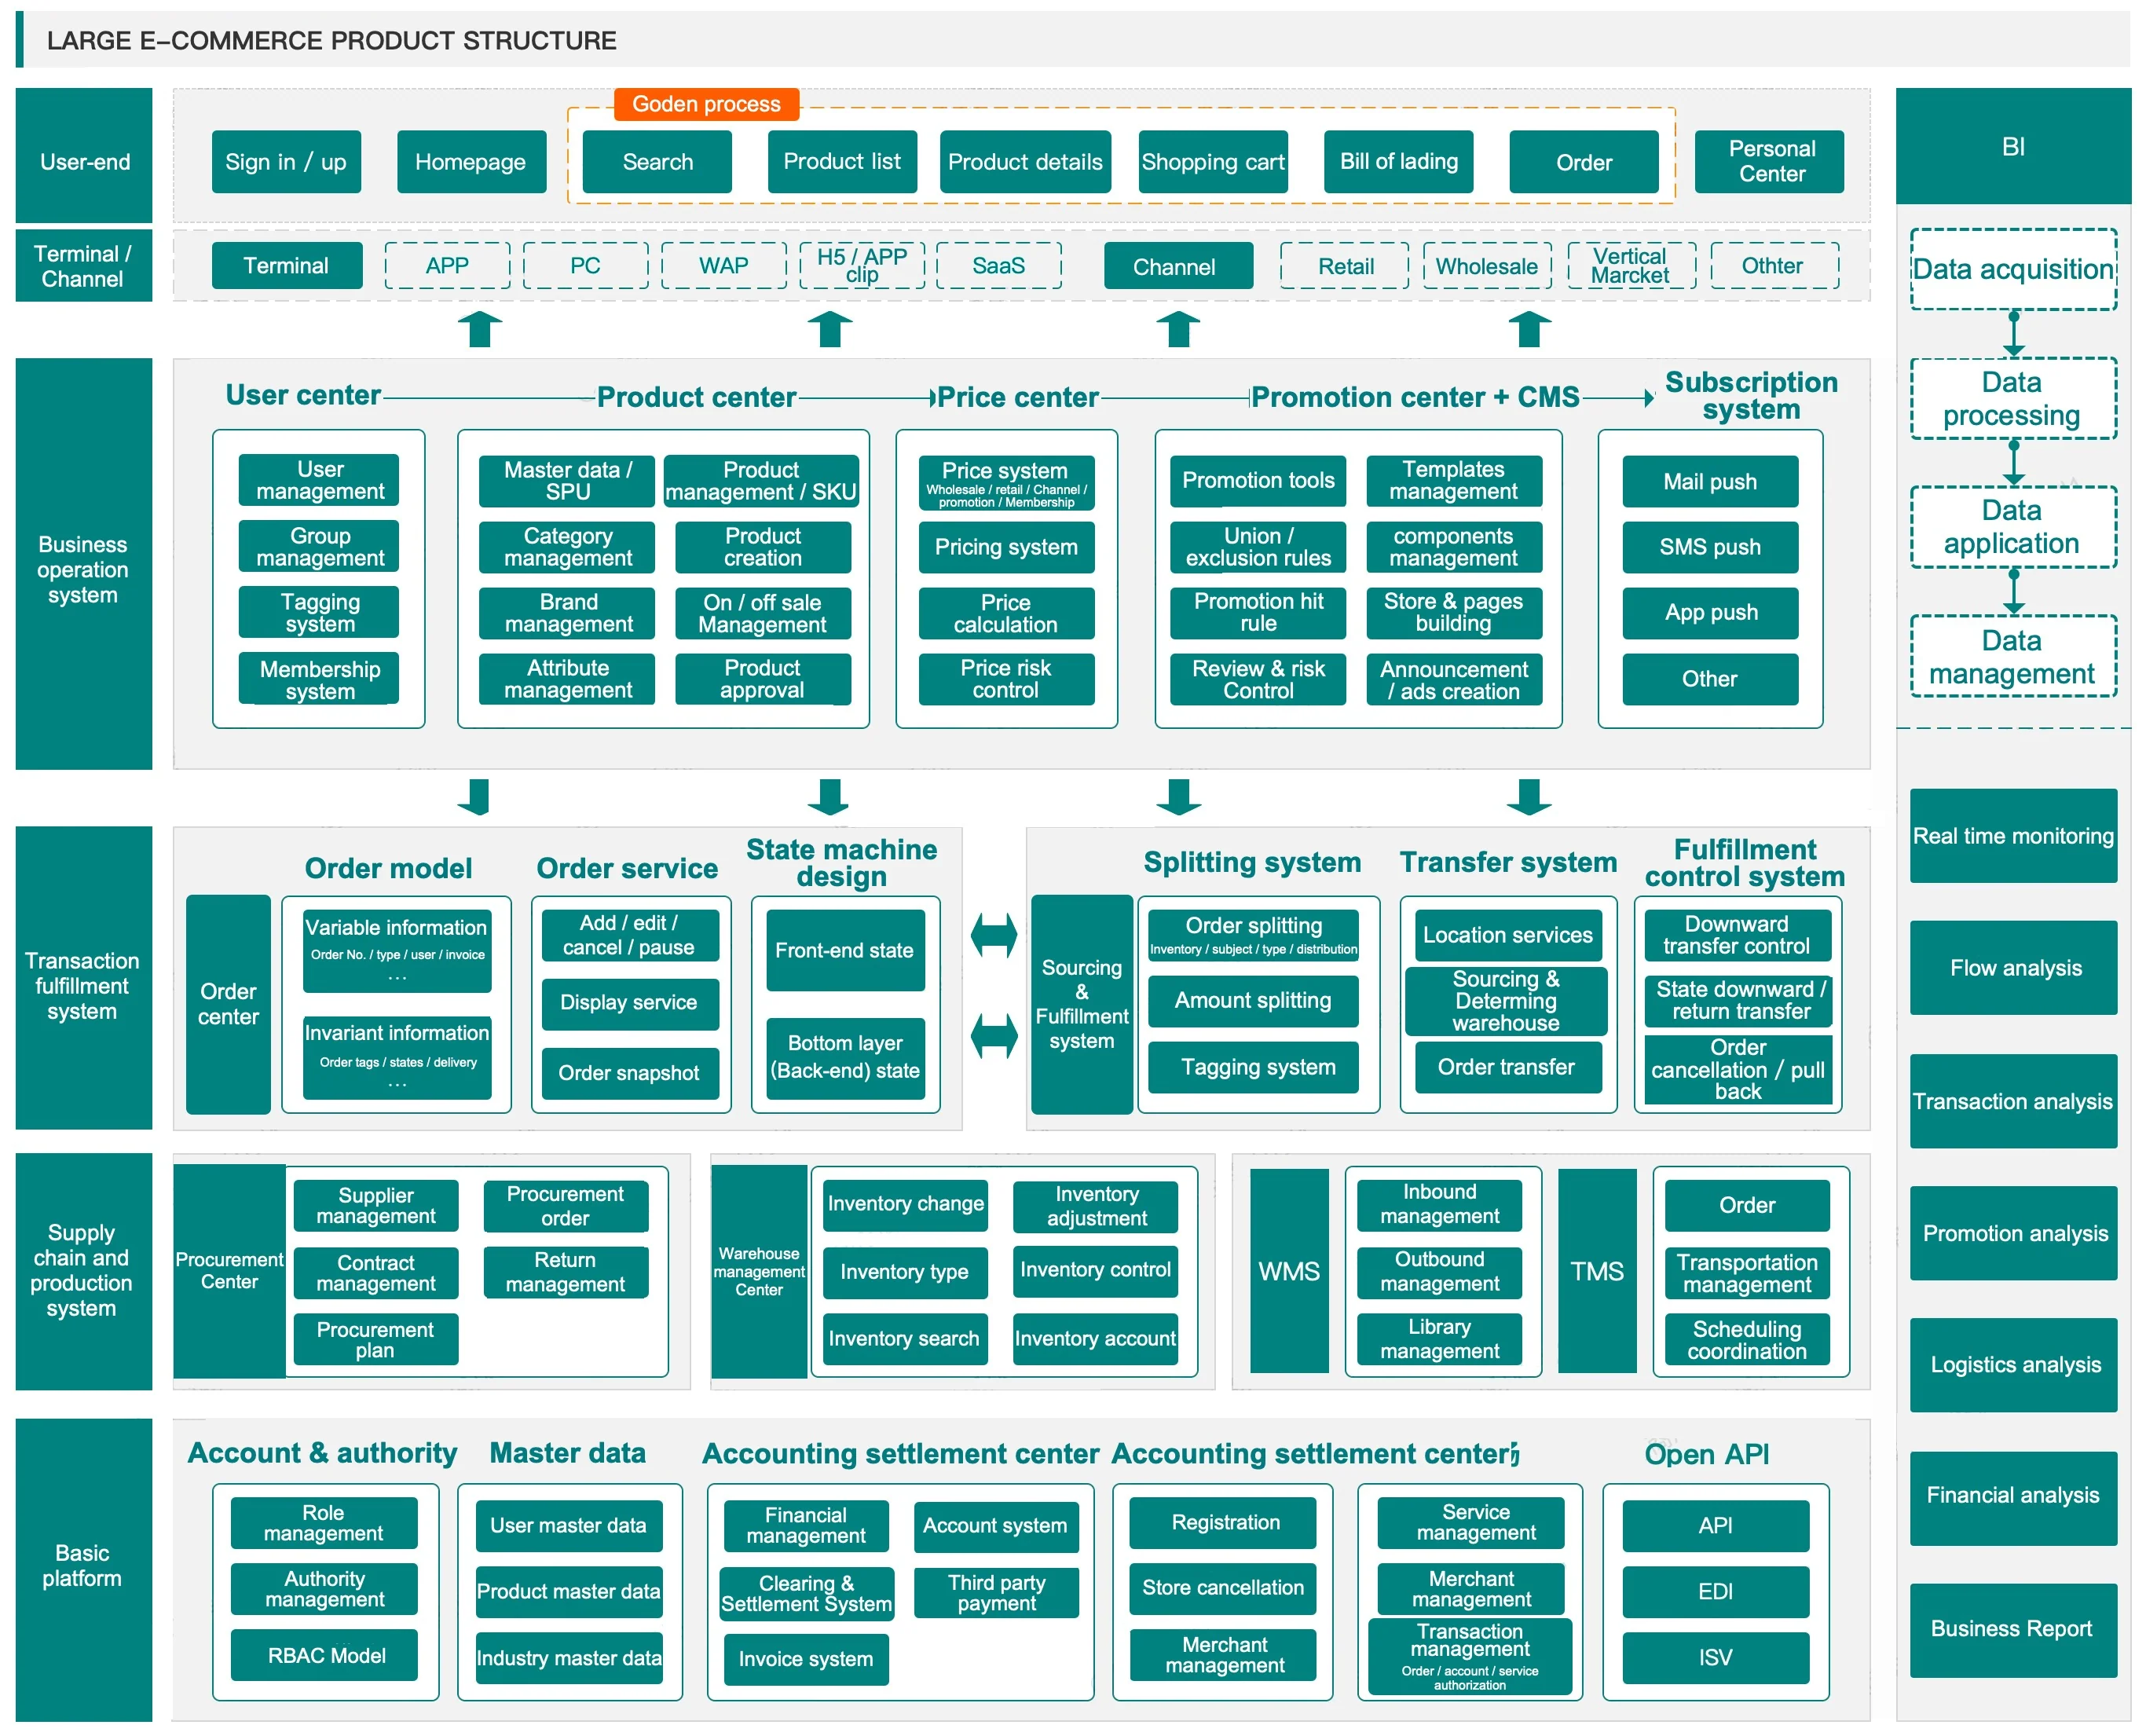 LARGE E-COMMERCE PRODUCT STRUCTURE
User-end
Goden process
Sign in / up
Homepage
Search
Product list
Product details
Shopping cart
Bill of lading
Order
Personal
Center
Terminal /
Channel
Terminal
APP
PC
WAP
H5 / APP
clip
SaaS
Channel
Retail
Wholesale
Vertical
Marcket
Othter
Business
operation
system
User center
Product center
Price center
Promotion center + CMS
Subscription
system
User
management
Group
management
Tagging
system
Membership
system
Master data /
SPU
Product
management / SKU
Category
management
Product
creation
Brand
management
On / off sale
Management
Attribute
management
Product
approval
Price system
Wholesale / retail / Channel /
promotion / Membership
Pricing system
Price
calculation
Price risk
control
Promotion tools
Templates
management
Union /
exclusion rules
components
management
Promotion hit
rule
Store & pages
building
Review & risk
Control
Announcement
/ ads creation
Mail push
SMS push
App push
Other
Transaction
fulfillment
system
Order
center
Order model
Variable information
Order No. / type / user / invoice
...
Invariant information
Order tags / states / delivery
...
Order service
Add / edit /
cancel / pause
Display service
Order snapshot
State machine
design
Front-end state
Bottom layer
(Back-end) state
Sourcing
&
Fulfillment
system
Splitting system
Order splitting
Inventory / subject / type / distribution
Amount splitting
Tagging system
Transfer system
Location services
Sourcing &
Determing
warehouse
Order transfer
Fulfillment
control system
Downward
transfer control
State downward /
return transfer
Order
cancellation / pull
back
Supply
chain and
production
system
Procurement
Center
Supplier
management
Procurement
order
Contract
management
Return
management
Procurement
plan
Warehouse
management
Center
Inventory change
Inventory
adjustment
Inventory type
Inventory control
Inventory search
Inventory account
WMS
Inbound
management
Outbound
management
Library
management
TMS
Order
Transportation
management
Scheduling
coordination
Basic
platform
Account & authority
Role
management
Authority
management
RBAC Model
Master data
User master data
Product master data
Industry master data
Accounting settlement center
Financial
management
Account system
Clearing &
Settlement System
Third party
payment
Invoice system
Accounting settlement center
Registration
Store cancellation
Merchant
management
Service
management
Merchant
management
Transaction
management
Order / account / service
authorization
Open API
API
EDI
ISV
BI
Data acquisition
Data
processing
Data
application
Data
management
Real time monitoring
Flow analysis
Transaction analysis
Promotion analysis
Logistics analysis
Financial analysis
Business Report